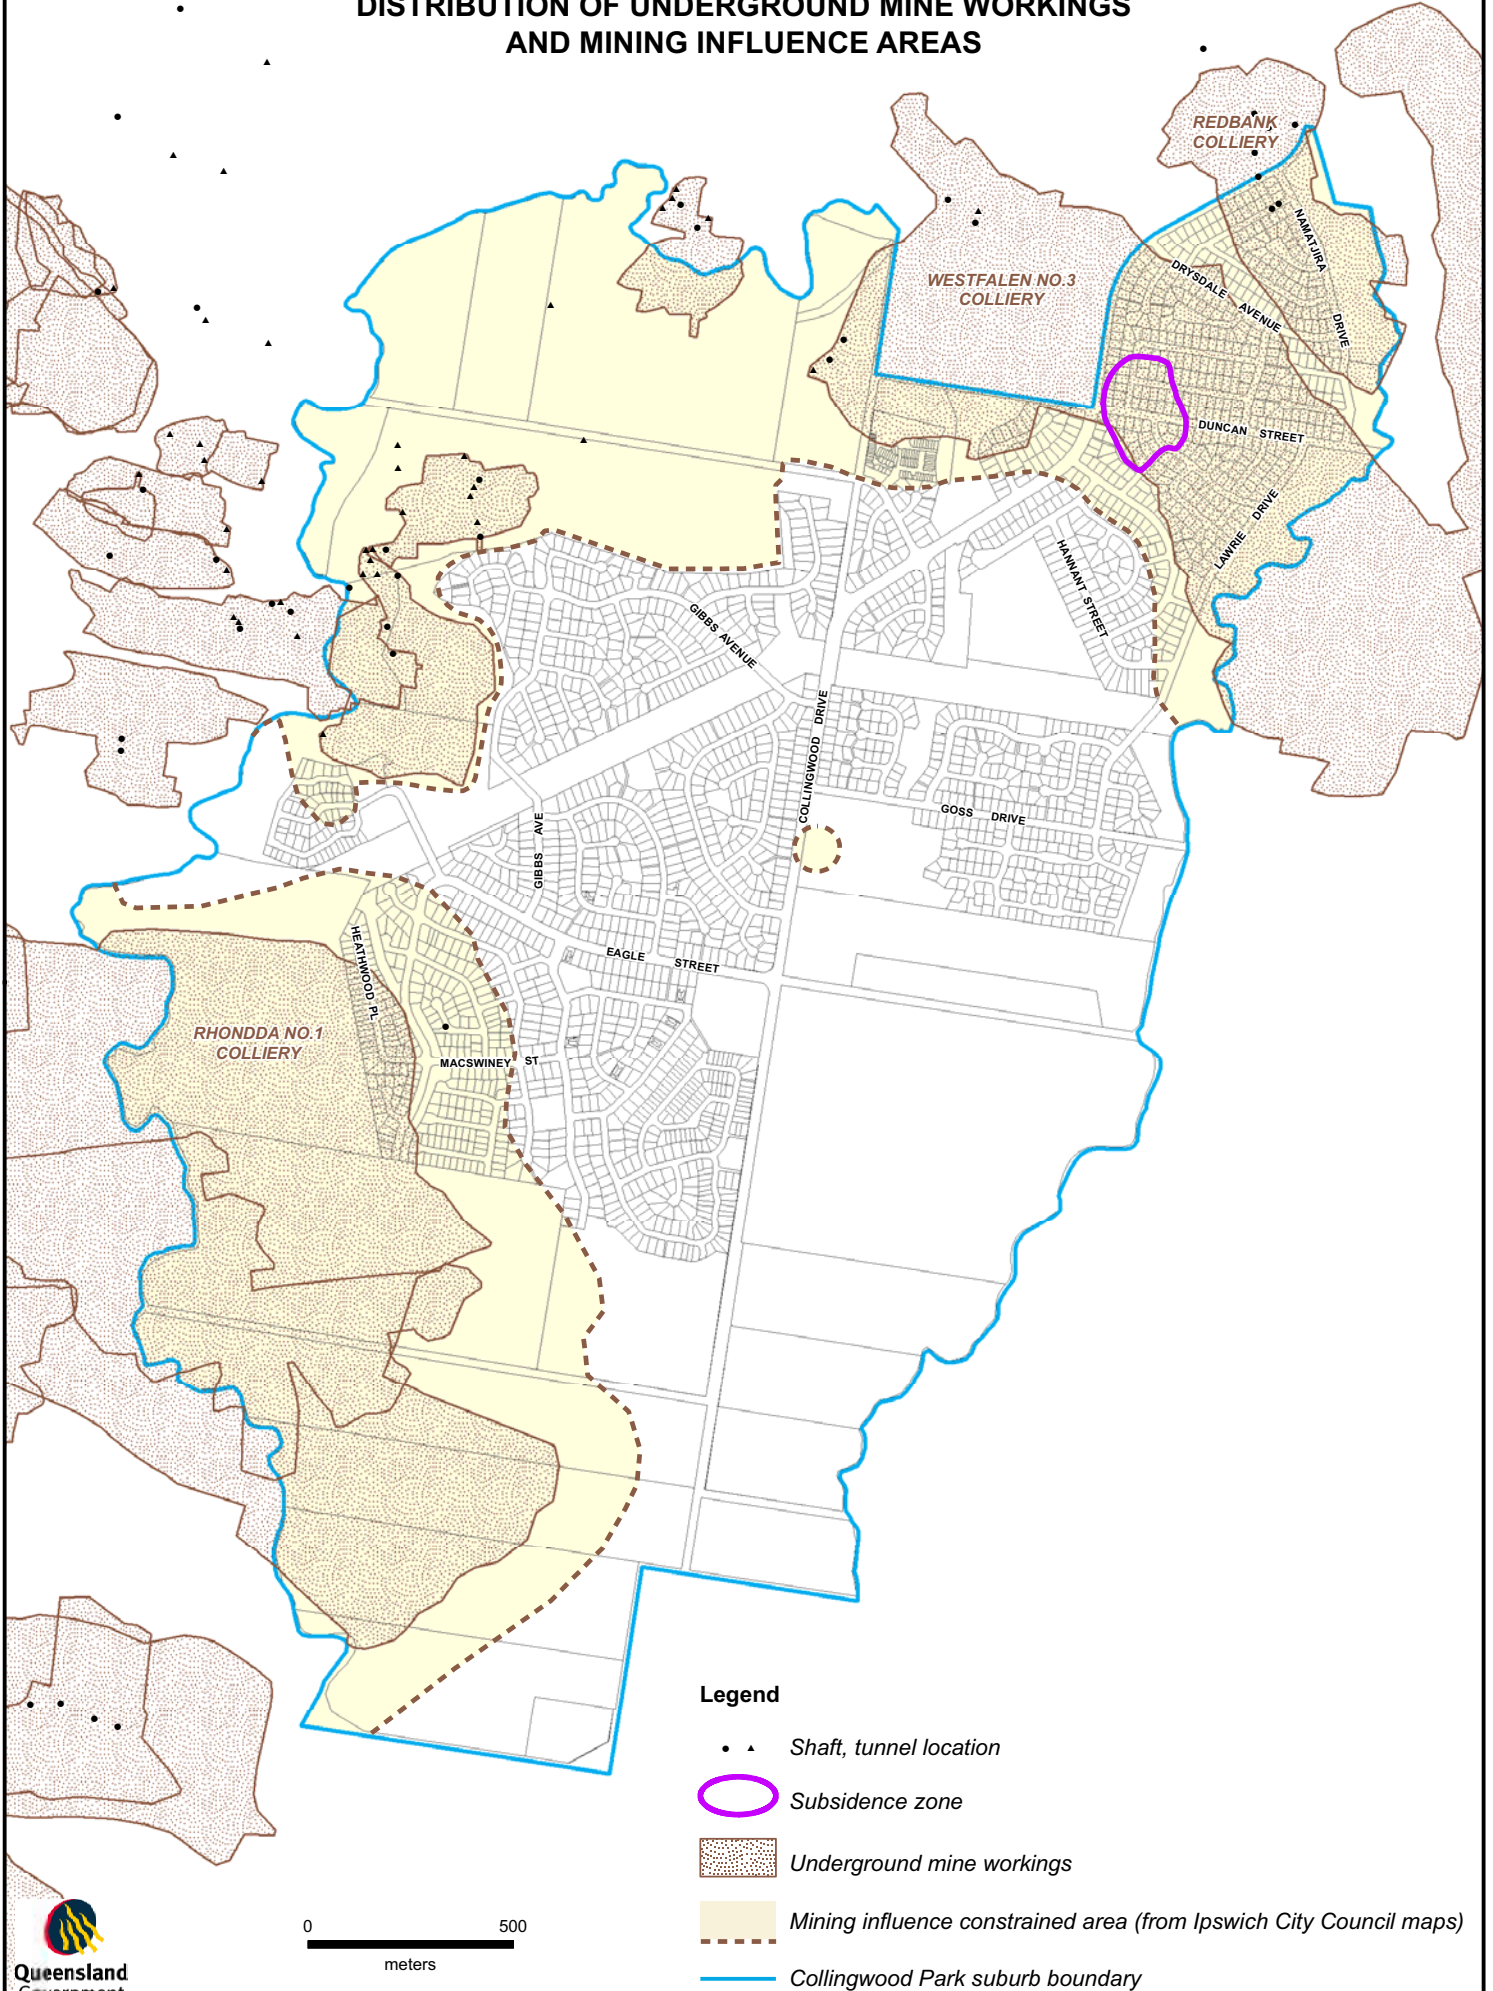 DISTRIBUTION OF UNDERGROUND MINE WORKINGS
AND MINING INFLUENCE AREAS
REDBANK
COLLIERY
NAMATJIRA
DRIVE
WESTFALEN NO.3
COLLIERY
DRYSDALE
AVENUE
DUNCAN STREET
LAWRIE DRIVE
HANNANT STREET
GIBBS AVENUE
COLLINGWOOD DRIVE
GOSS DRIVE
GIBBS AVE
EAGLE STREET
HEATHWOOD PL
RHONDDA NO.1
COLLIERY
MACSWINEY ST
Legend
Shaft, tunnel location
Subsidence zone
Underground mine workings
Mining influence constrained area (from Ipswich City Council maps)
Collingwood Park suburb boundary
0 500
meters
Queensland
Government